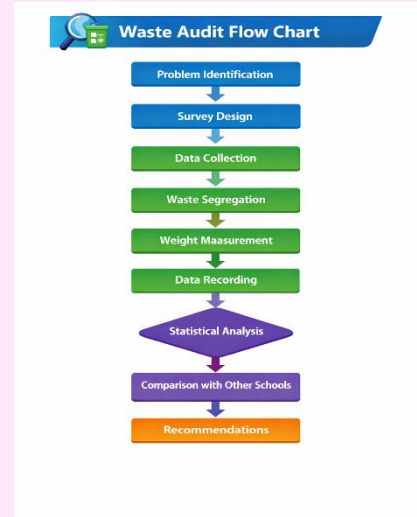 Waste Audit Flow Chart
Problem Identification
Survey Design
Data Collection
Waste Segregation
Weight Maasurement
Data Recording
Statistical Analysis
Comparison with Other Schools
Recommendations